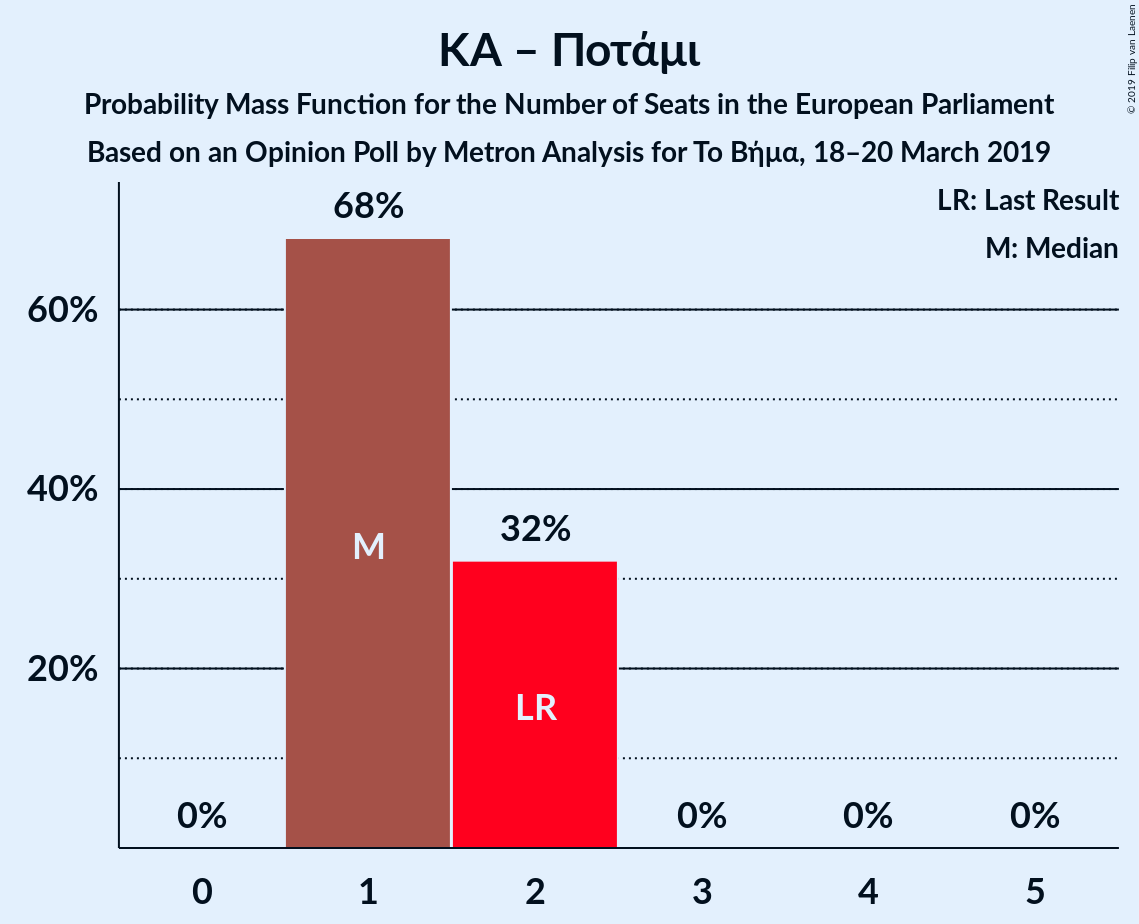 ΚΑ – Ποτάμι
Probability Mass Function for the Number of Seats in the European Parliament
Based on an Opinion Poll by Metron Analysis for Το Βήμα, 18–20 March 2019
© 2019 Filip van Laenen
LR: Last Result
M: Median
68%
60%
40%
32%
M
20%
LR
0%
0%
0%
0%
0
1
2
3
4
5